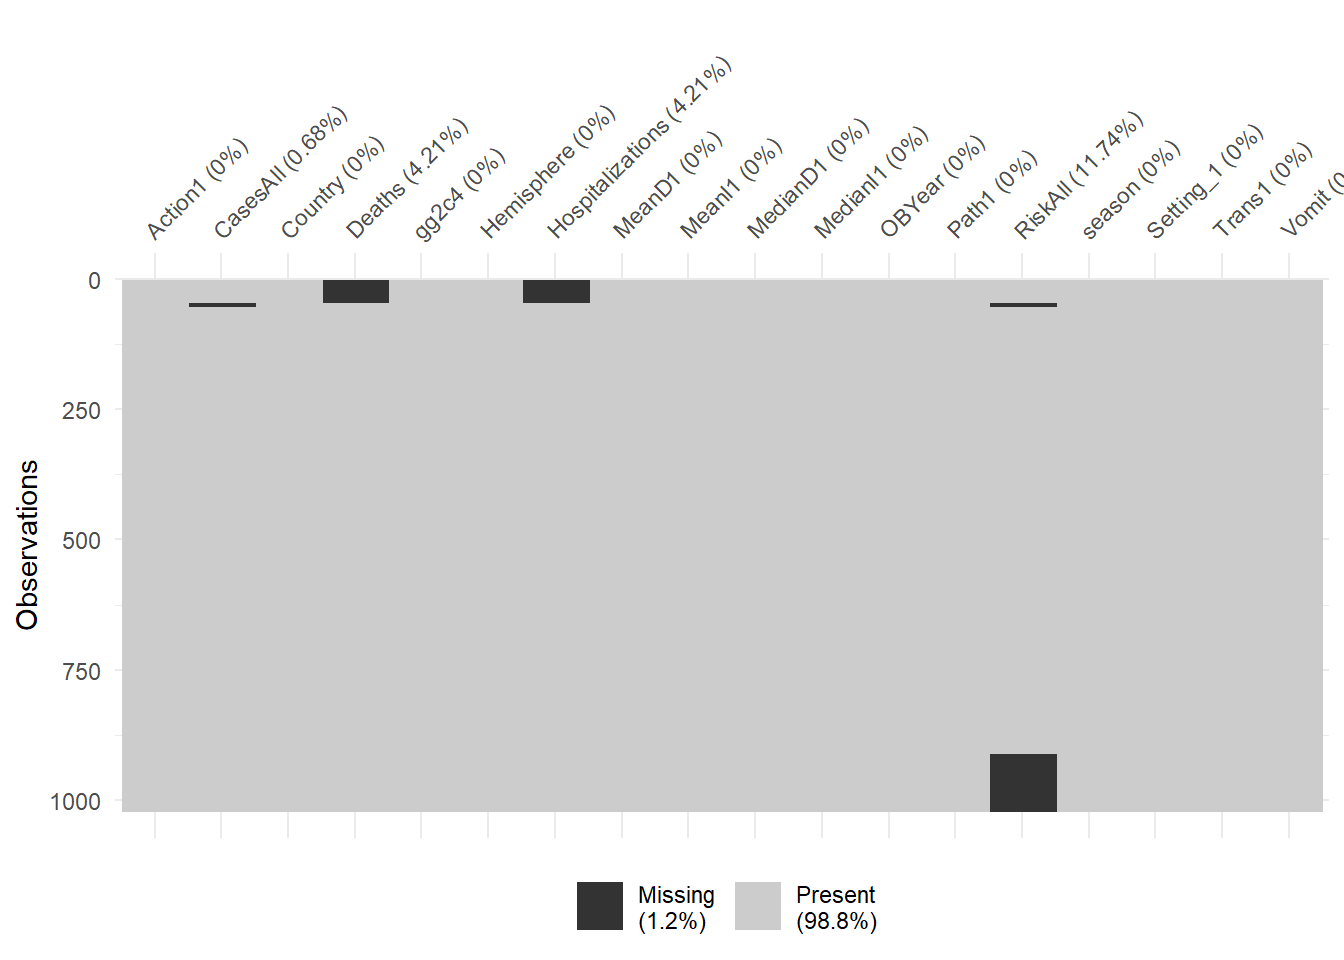 Action1 (0%)
CasesAll (0.68%)
Country (0%)
Deaths (4.21%)
gg2c4 (0%)
Hemisphere (0%)
Hospitalizations (4.21%)
MeanD1 (0%)
MeanI1 (0%)
MedianD1 (0%)
MedianI1 (0%)
OBYear (0%)
Path1 (0%)
RiskAll (11.74%)
season (0%)
Setting_1 (0%)
Trans1 (0%)
Vomit (0
0
250
500
750
1000
Observations
Missing
(1.2%)
Present
(98.8%)